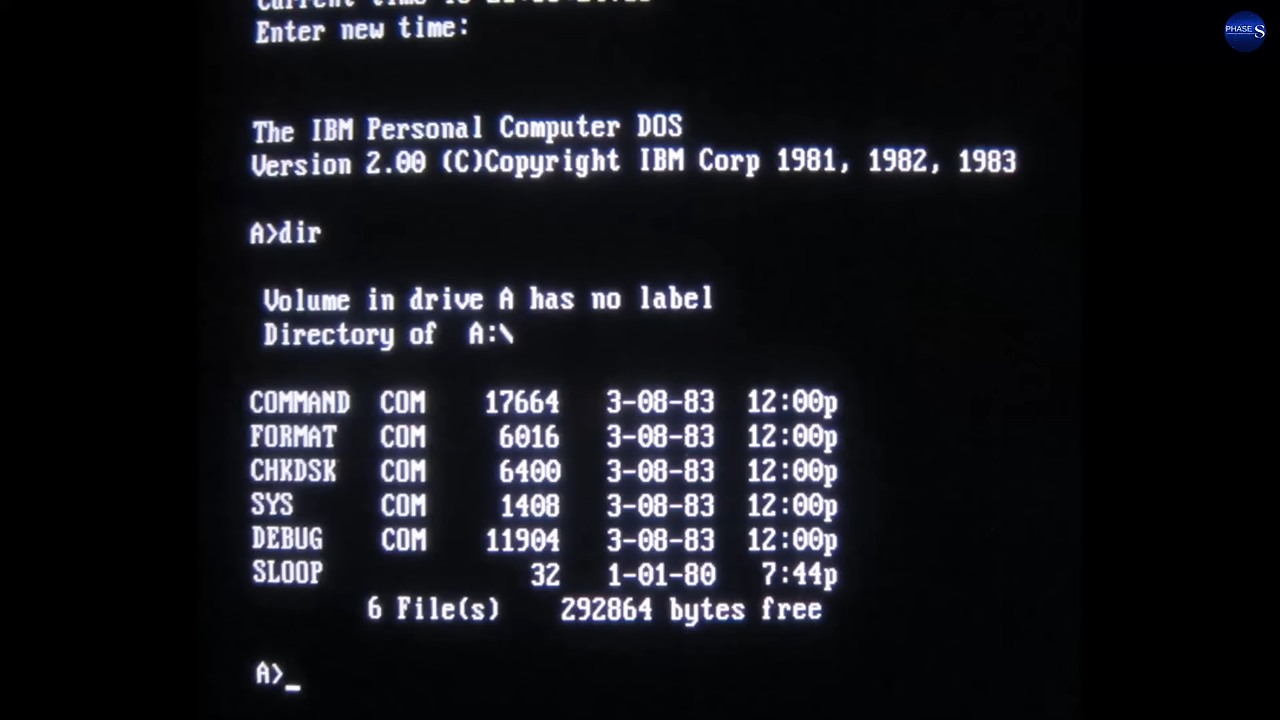 Enter new time:
The IBM Personal Computer DOS
Version 2.00 (C)Copyright IBM Corp 1981, 1982, 1983
A>dir
Volume in drive A has no label
Directory of A:\
COMMAND COM 17664 3-08-83 12:00p
FORMAT COM 6016 3-08-83 12:00p
CHKDSK COM 6400 3-08-83 12:00p
SYS COM 1408 3-08-83 12:00p
DEBUG COM 11904 3-08-83 12:00p
SLOOP 32 1-01-80 7:44p
6 File(s) 292864 bytes free
A>_
PHASE S